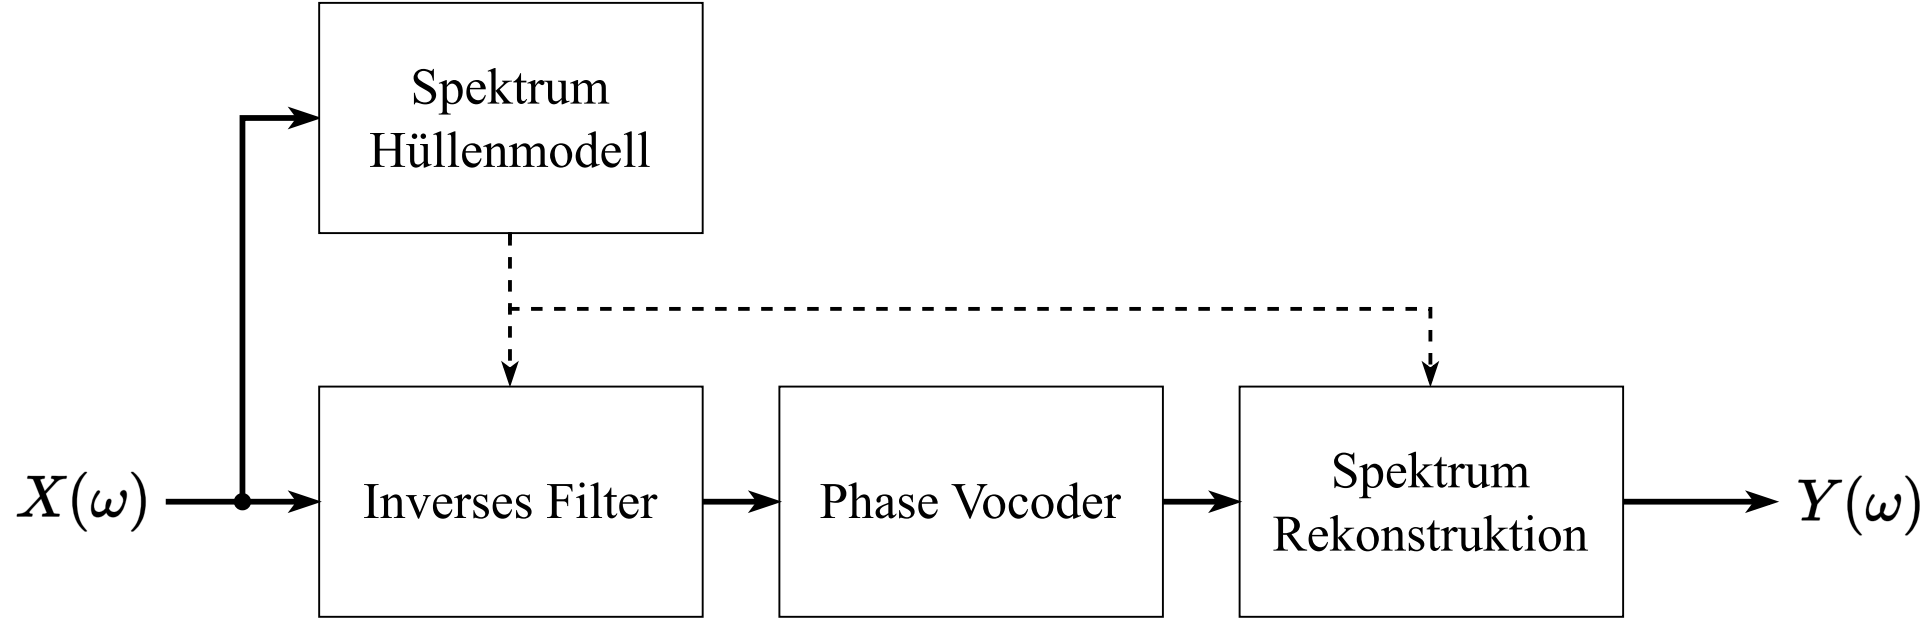 Spektrum
Hüllenmodell
X(ω)
Inverses Filter
Phase Vocoder
Spektrum
Rekonstruktion
Y(ω)